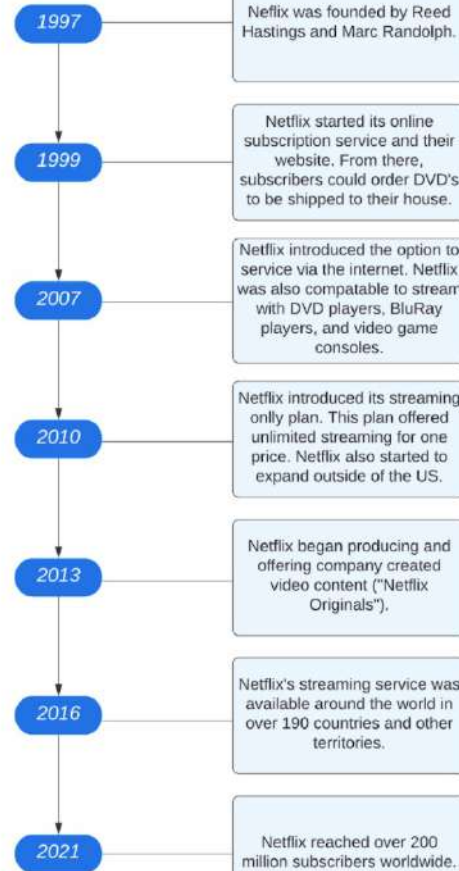 1997
Neflix was founded by Reed
Hastings and Marc Randolph.
1999
Netflix started its online
subscription service and their
website. From there,
subscribers could order DVD's
to be shipped to their house.
2007
Netflix introduced the option to
service via the internet. Netflix
was also compatable to stream
with DVD players, BluRay
players, and video game
consoles.
2010
Netflix introduced its streaming
onlly plan. This plan offered
unlimited streaming for one
price. Netflix also started to
expand outside of the US.
2013
Netflix began producing and
offering company created
video content ("Netflix
Originals").
2016
Netflix's streaming service was
available around the world in
over 190 countries and other
territories.
2021
Netflix reached over 200
million subscribers worldwide.